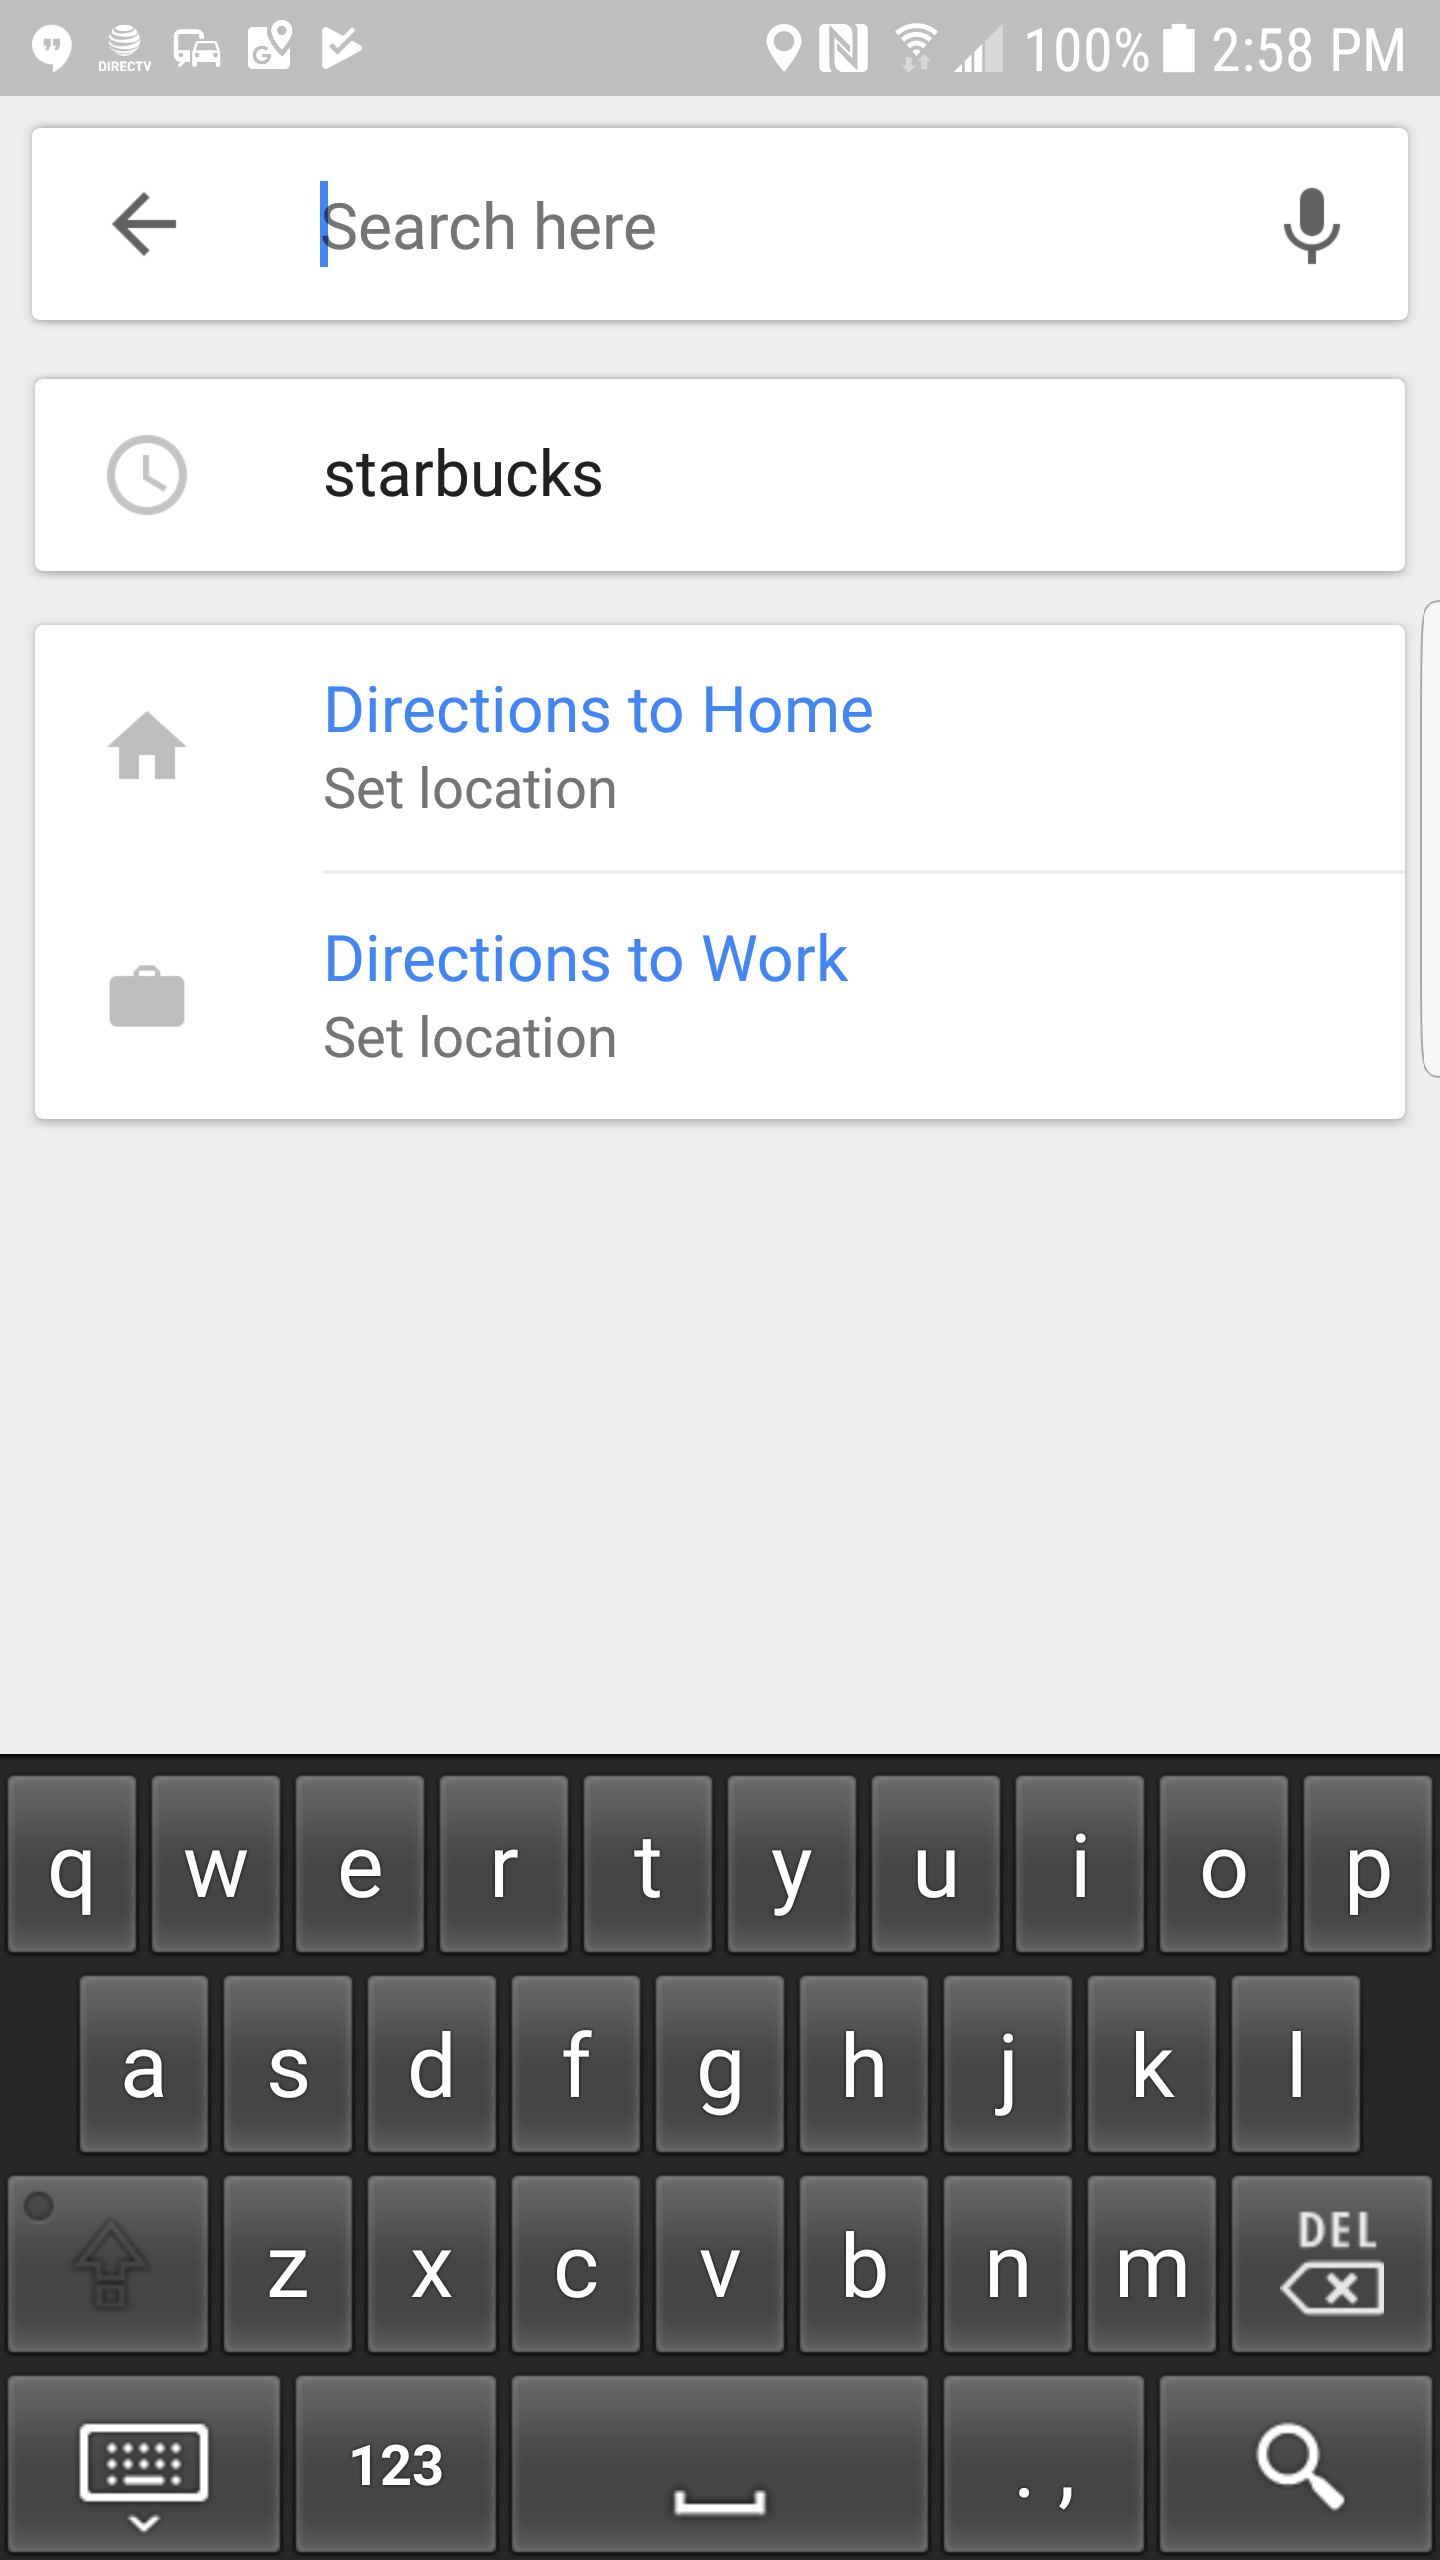 DIRECTV G N 100% 2:58 PM
Search here
starbucks
Directions to Home
Set location
Directions to Work
Set location
q w e r t y u i o p
a s d f g h j k l
z x c v b n m DEL
123 . ,